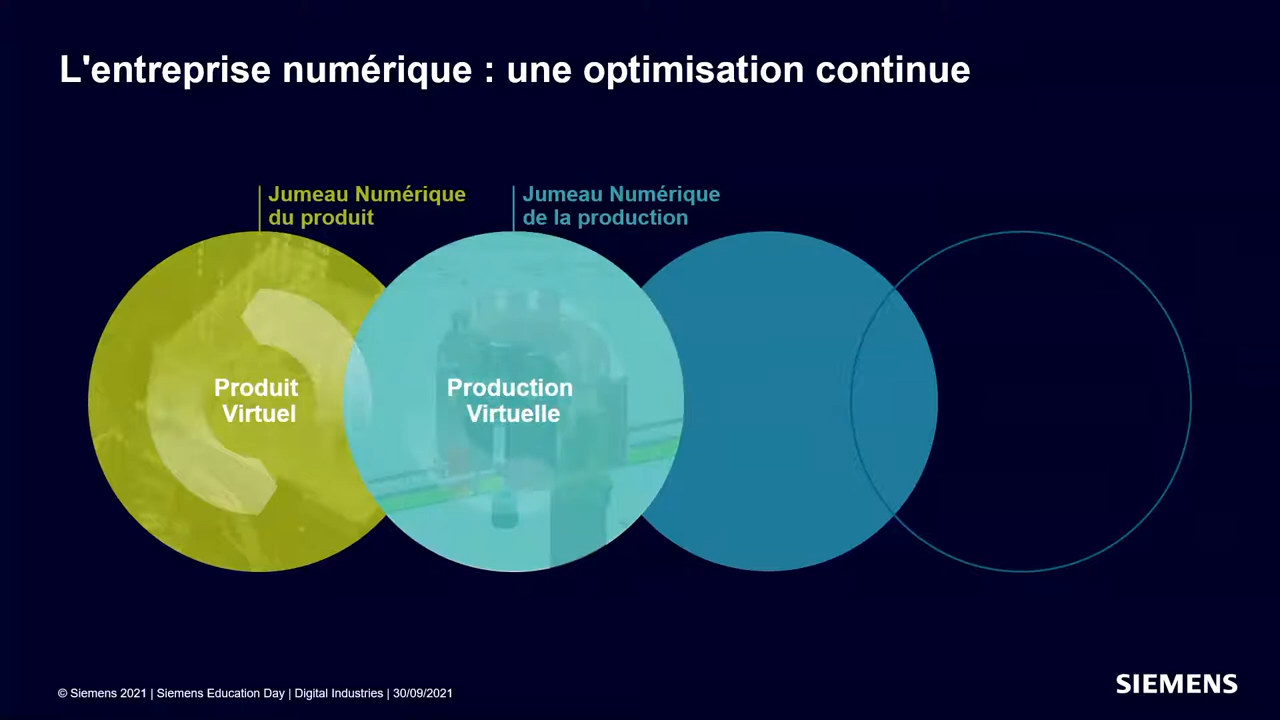 L'entreprise numérique : une optimisation continue
Jumeau Numérique
du produit
Jumeau Numérique
de la production
Produit
Virtuel
Production
Virtuelle
© Siemens 2021 | Siemens Education Day | Digital Industries | 30/09/2021
SIEMENS